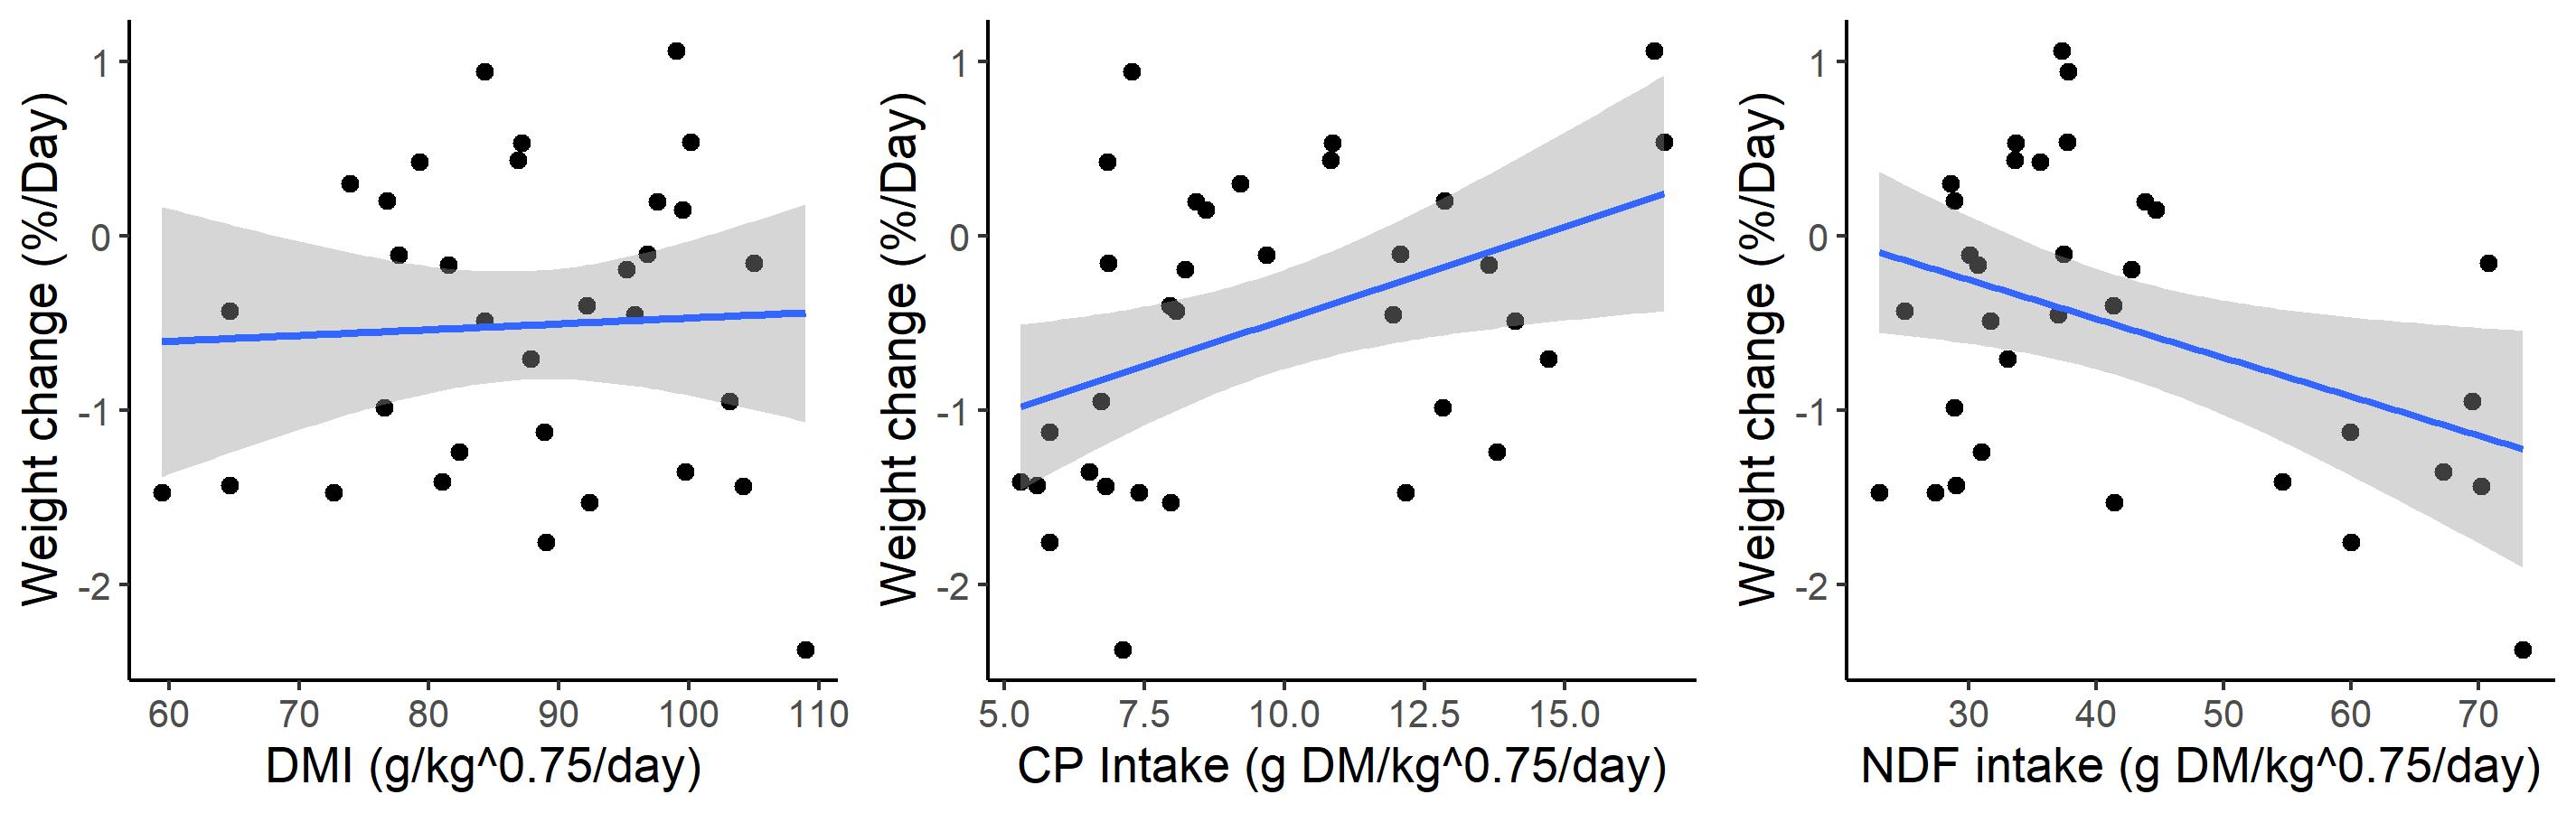 Weight change (%/Day)
1
0
-1
-2
60 70 80 90 100 110
DMI (g/kg^0.75/day)
Weight change (%/Day)
1
0
-1
-2
5.0 7.5 10.0 12.5 15.0
CP Intake (g DM/kg^0.75/day)
Weight change (%/Day)
1
0
-1
-2
30 40 50 60 70
NDF intake (g DM/kg^0.75/day)